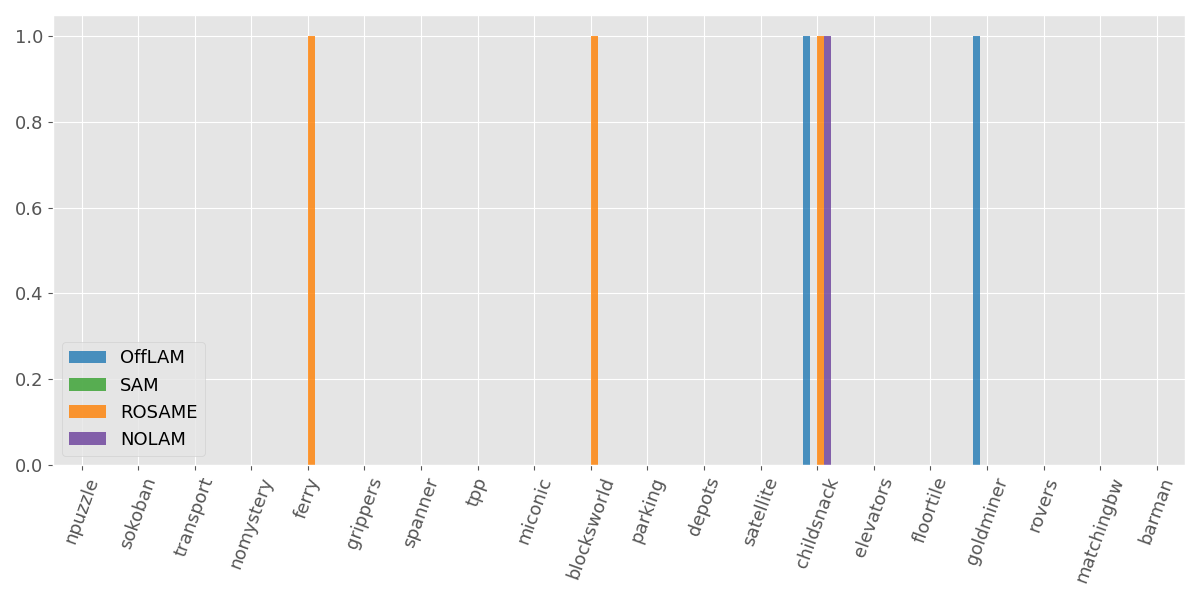 1.0
0.8
0.6
0.4
0.2
0.0
OffLAM
SAM
ROSAME
NOLAM
npuzzle
sokoban
transport
nomystery
ferry
grippers
spanner
tpp
miconic
blocksworld
parking
depots
satellite
childsnack
elevators
floortile
goldminer
rovers
matchingbw
barman